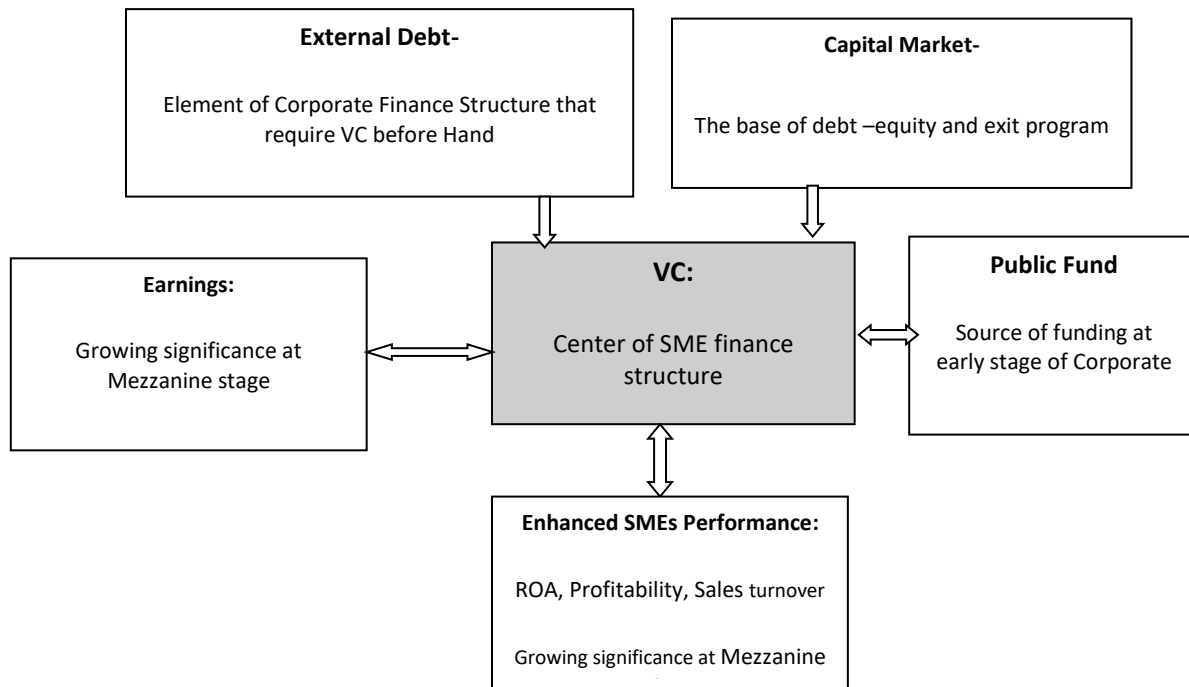 External Debt-
Element of Corporate Finance Structure that
require VC before Hand
Capital Market-
The base of debt –equity and exit program
Earnings:
Growing significance at
Mezzanine stage
VC:
Center of SME finance
structure
Public Fund
Source of funding at
early stage of Corporate
Enhanced SMEs Performance:
ROA, Profitability, Sales turnover
Growing significance at Mezzanine